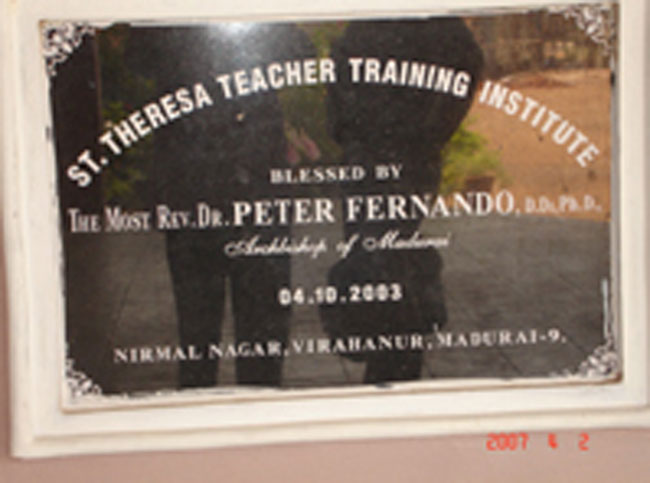 ST. THERESA TEACHER TRAINING INSTITUTE
BLESSED BY
THE MOST REV. DR. PETER FERNANDO, D.D., Ph.D.,
Archbishop of Madurai
04.10.2003
NIRMAL NAGAR, VIRAHANUR, MADURAI-9.
2007 4 2